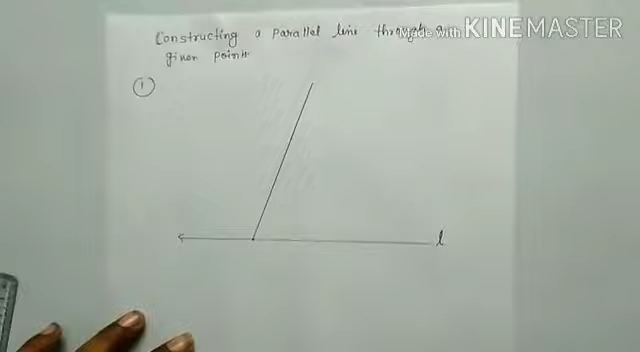 Constructing a parallel line through a
given point
Made with KINEMASTER
1
l